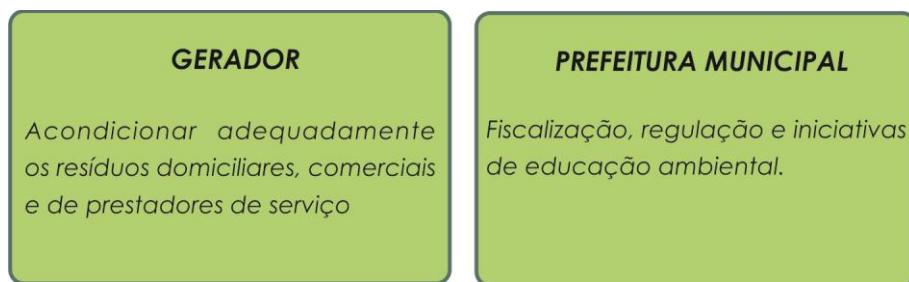 GERADOR
Acondicionar adequadamente
os resíduos domiciliares, comerciais
e de prestadores de serviço
PREFEITURA MUNICIPAL
Fiscalização, regulação e iniciativas
de educação ambiental.